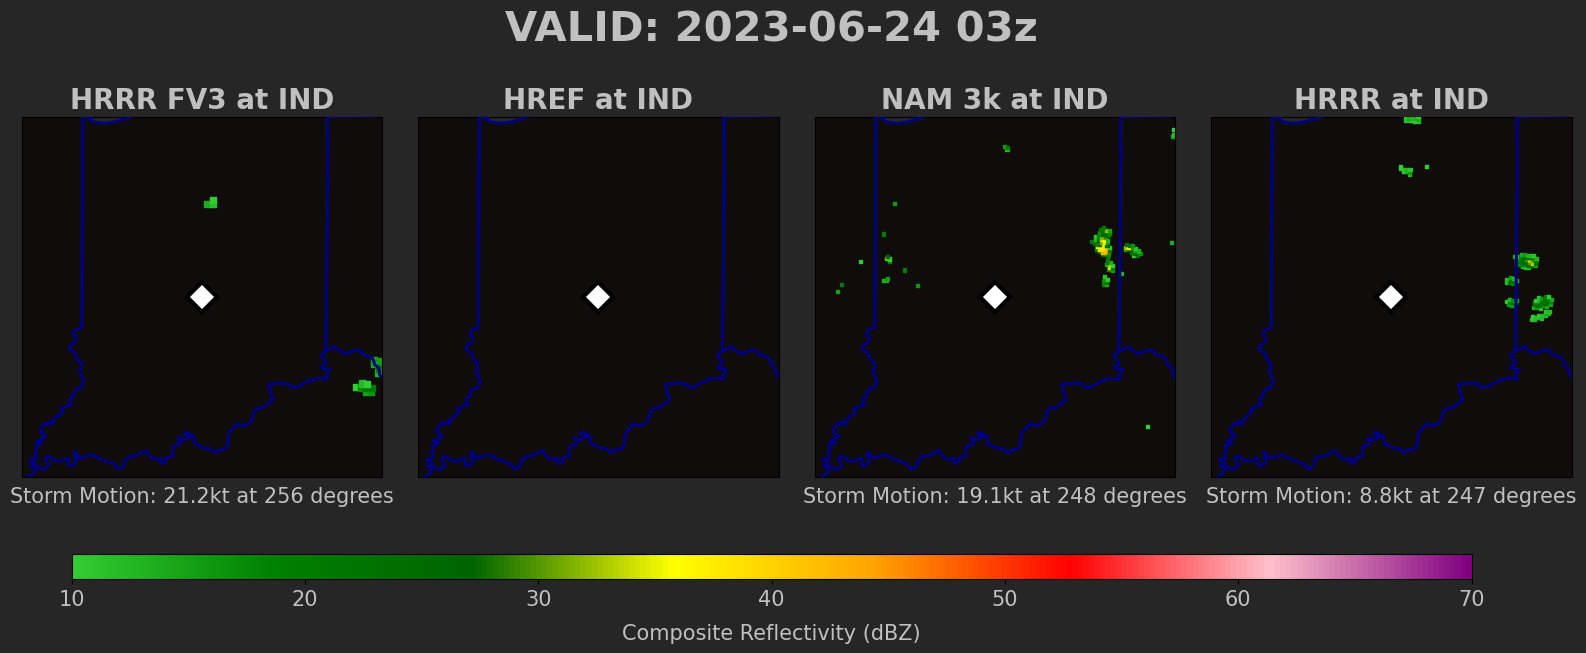 VALID: 2023-06-24 03z
HRRR FV3 at IND
HREF at IND
NAM 3k at IND
HRRR at IND
Storm Motion: 21.2kt at 256 degrees
Storm Motion: 19.1kt at 248 degrees
Storm Motion: 8.8kt at 247 degrees
10 20 30 40 50 60 70
Composite Reflectivity (dBZ)